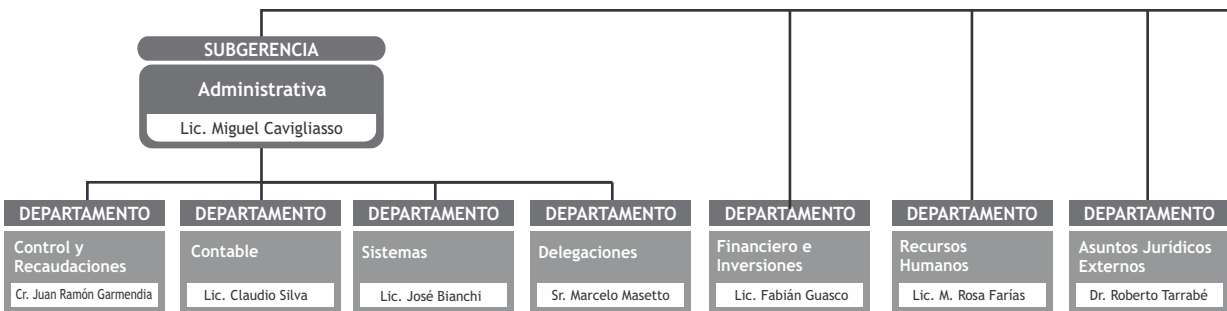 SUBGERENCIA
Administrativa
Lic. Miguel Cavigliasso
DEPARTAMENTO
Control y
Recaudaciones
Cr. Juan Ramón Garmendia
DEPARTAMENTO
Contable
Lic. Claudio Silva
DEPARTAMENTO
Sistemas
Lic. José Bianchi
DEPARTAMENTO
Delegaciones
Sr. Marcelo Masetto
DEPARTAMENTO
Financiero e
Inversiones
Lic. Fabián Guasco
DEPARTAMENTO
Recursos
Humanos
Lic. M. Rosa Farías
DEPARTAMENTO
Asuntos Jurídicos
Externos
Dr. Roberto Tarrabé